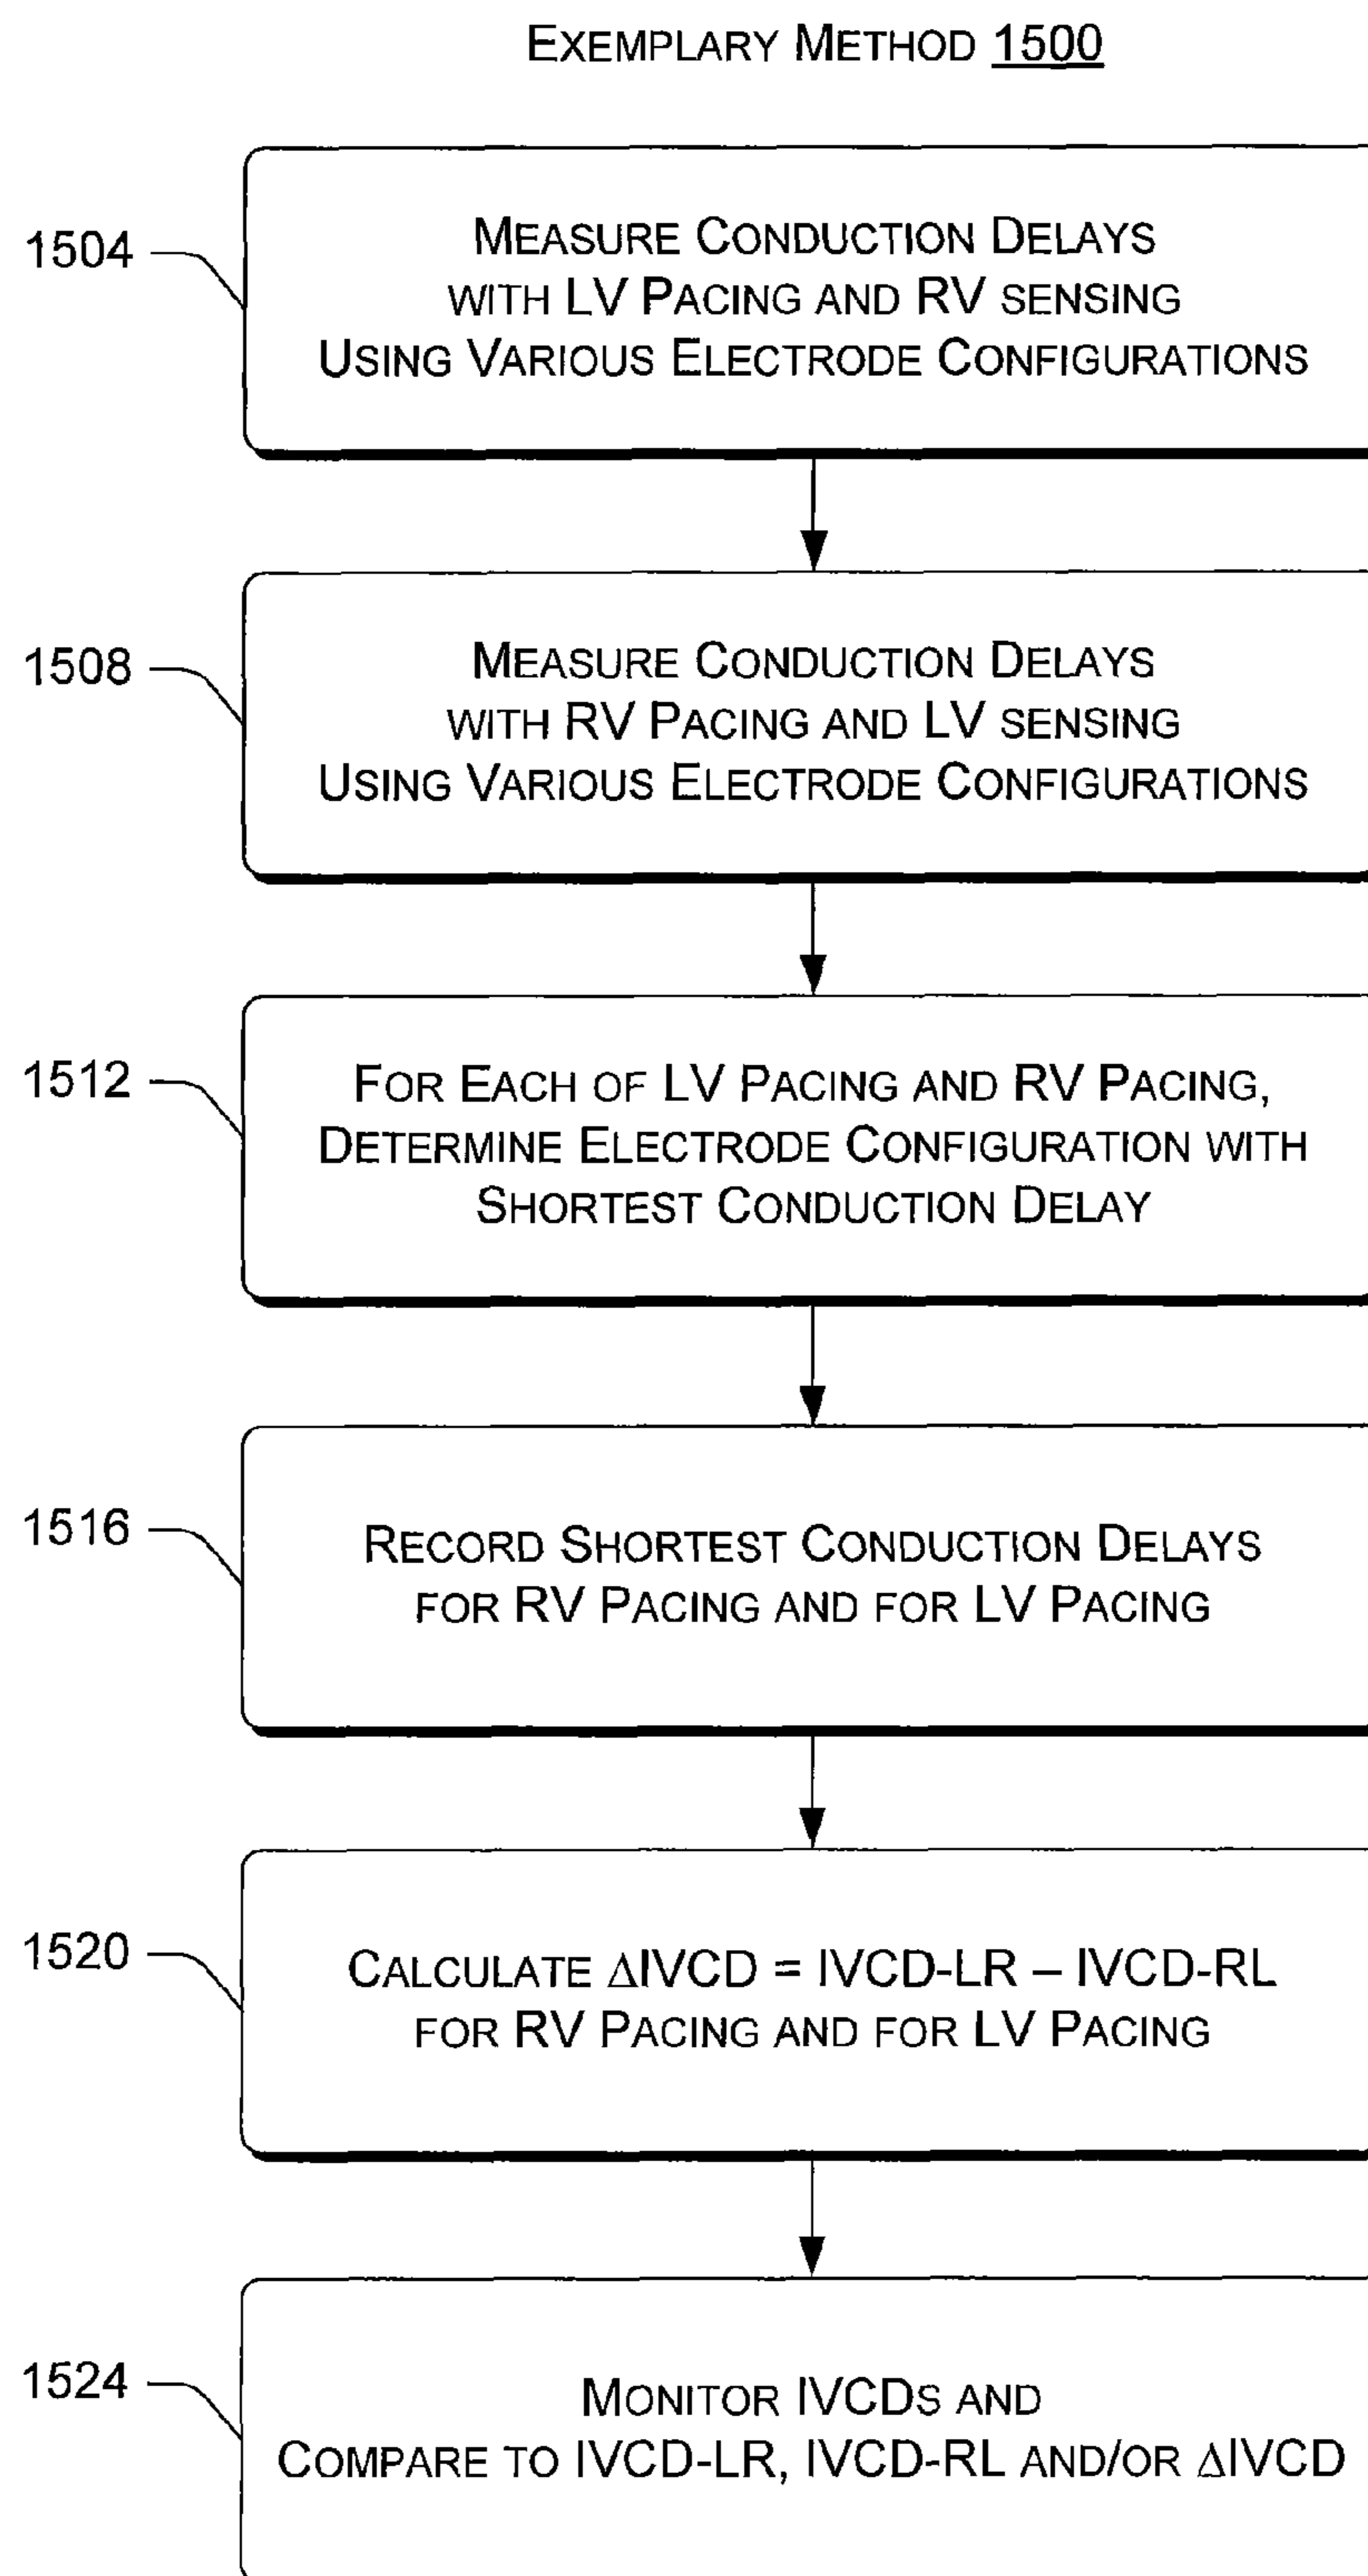 EXEMPLARY METHOD 1500
1504
MEASURE CONDUCTION DELAYS
WITH LV PACING AND RV SENSING
USING VARIOUS ELECTRODE CONFIGURATIONS
1508
MEASURE CONDUCTION DELAYS
WITH RV PACING AND LV SENSING
USING VARIOUS ELECTRODE CONFIGURATIONS
1512
FOR EACH OF LV PACING AND RV PACING,
DETERMINE ELECTRODE CONFIGURATION WITH
SHORTEST CONDUCTION DELAY
1516
RECORD SHORTEST CONDUCTION DELAYS
FOR RV PACING AND FOR LV PACING
1520
CALCULATE ΔIVCD = IVCD-LR – IVCD-RL
FOR RV PACING AND FOR LV PACING
1524
MONITOR IVCDS AND
COMPARE TO IVCD-LR, IVCD-RL AND/OR ΔIVCD